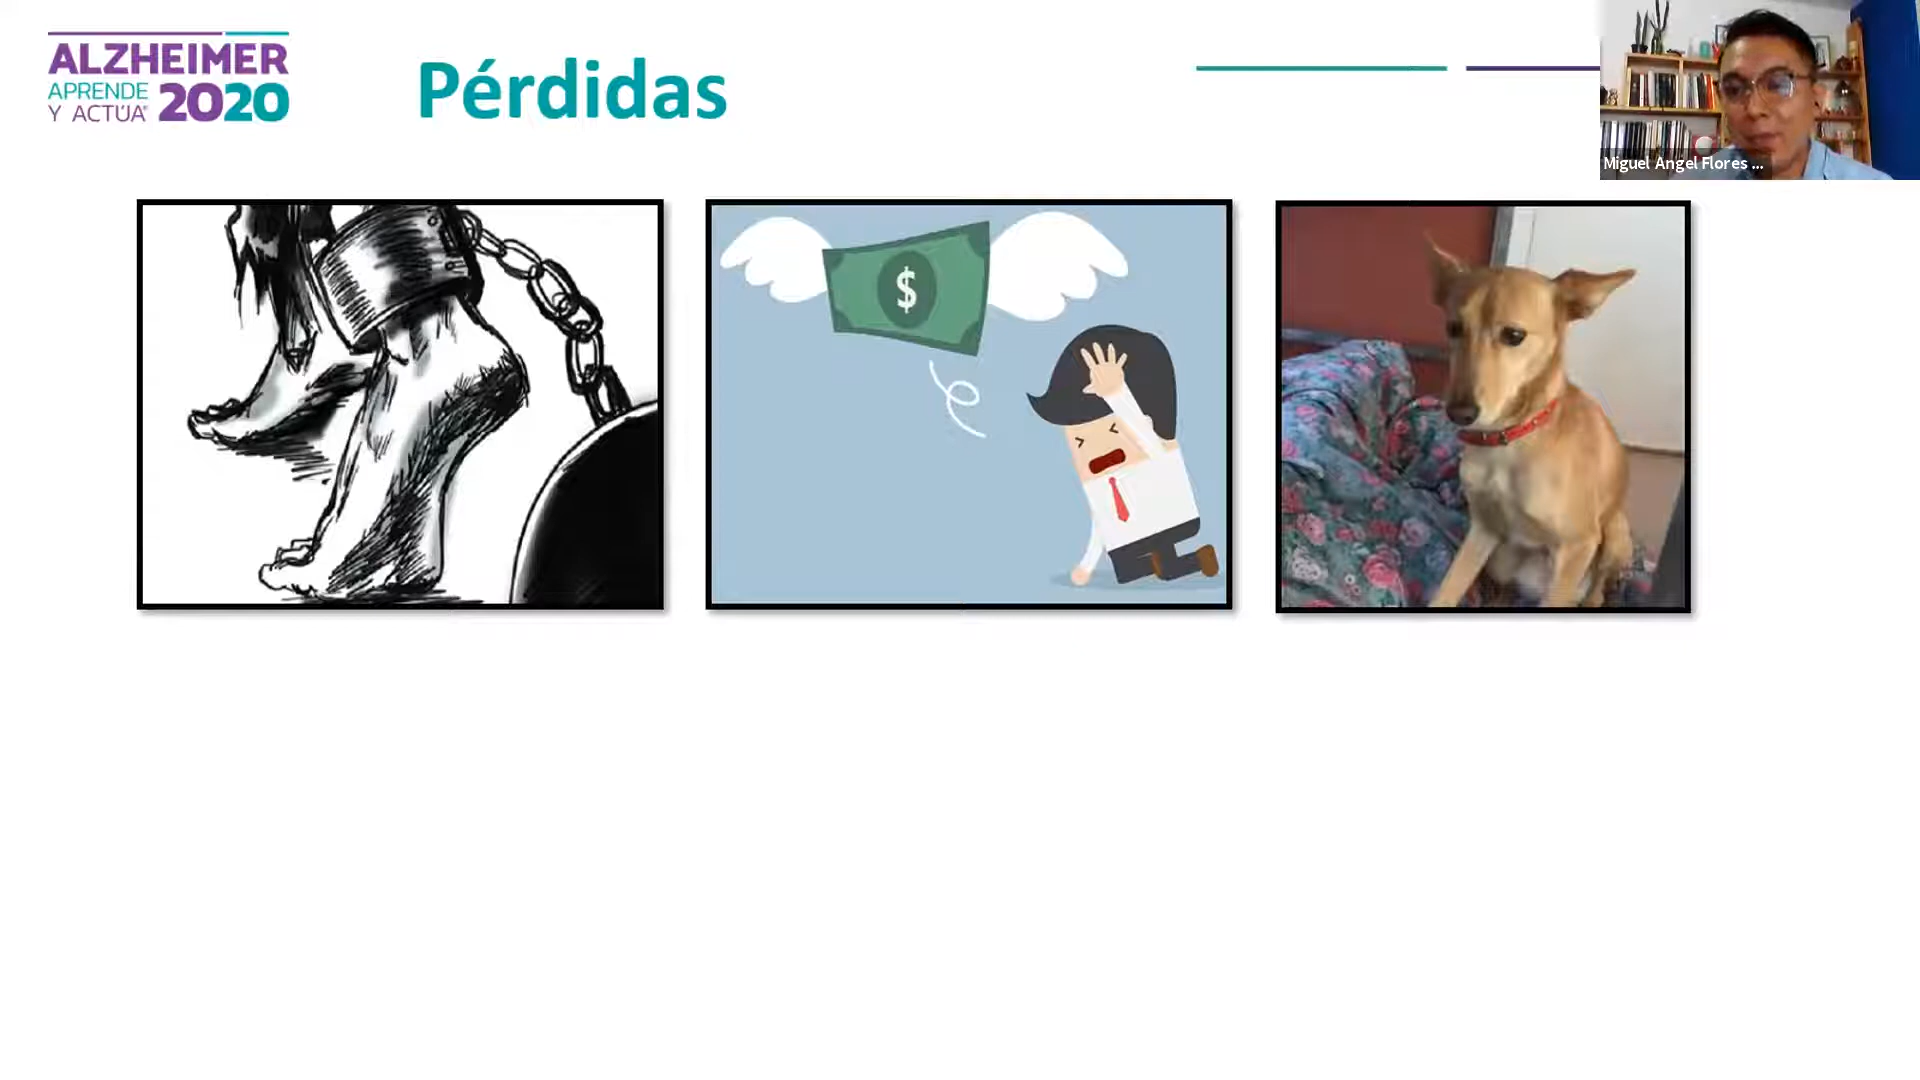 ALZHEIMER
APRENDE
Y ACTÚA® 2020
Pérdidas
Miguel Angel Flores ...
$